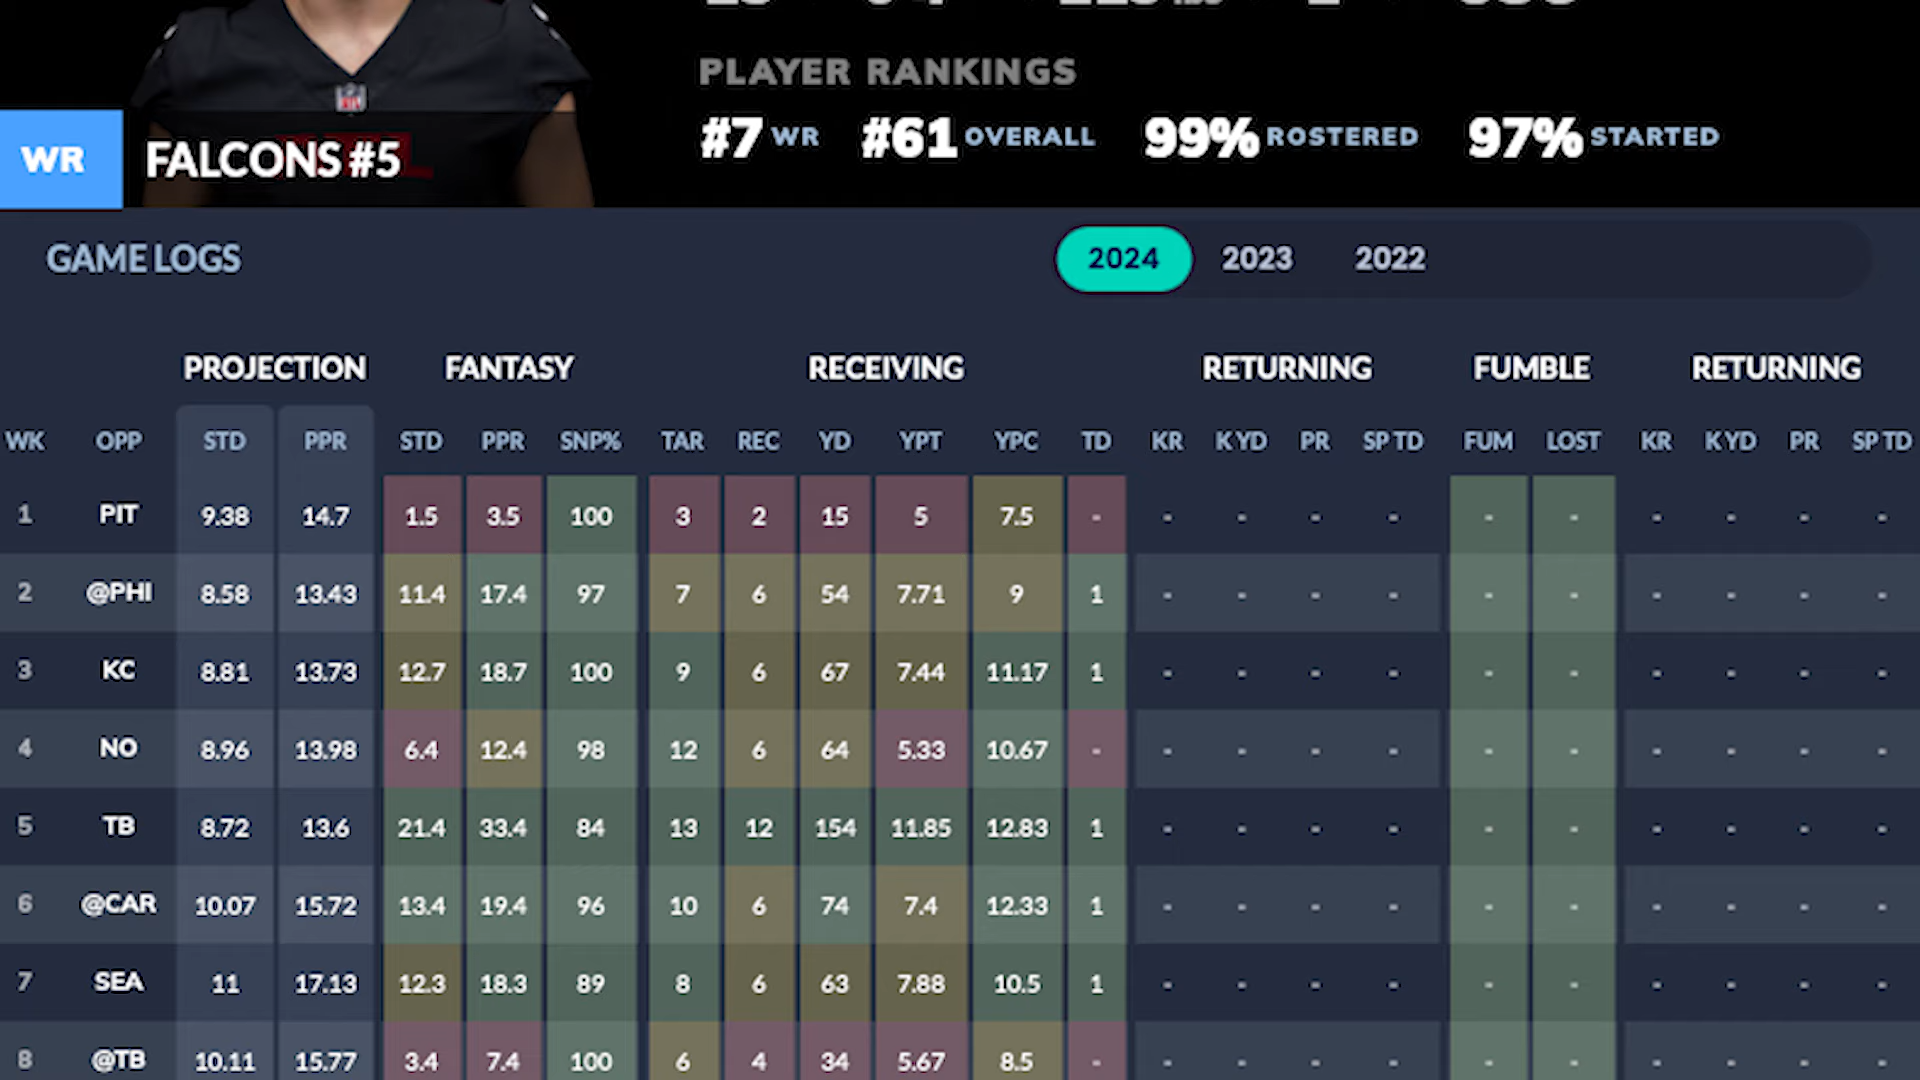 PLAYER RANKINGS
#7 WR #61 OVERALL 99% ROSTERED 97% STARTED
WR FALCONS #5
GAME LOGS 2024 2023 2022
PROJECTION FANTASY RECEIVING RETURNING FUMBLE RETURNING
WK OPP STD PPR STD PPR SNP% TAR REC YD YPT YPC TD KR K YD PR SP TD FUM LOST KR K YD PR SP TD
1 PIT 9.38 14.7 1.5 3.5 100 3 2 15 5 7.5 - - - - - - - - - - -
2 @PHI 8.58 13.43 11.4 17.4 97 7 6 54 7.71 9 1 - - - - - - - - - -
3 KC 8.81 13.73 12.7 18.7 100 9 6 67 7.44 11.17 1 - - - - - - - - - -
4 NO 8.96 13.98 6.4 12.4 98 12 6 64 5.33 10.67 - - - - - - - - - - -
5 TB 8.72 13.6 21.4 33.4 84 13 12 154 11.85 12.83 1 - - - - - - - - - -
6 @CAR 10.07 15.72 13.4 19.4 96 10 6 74 7.4 12.33 1 - - - - - - - - - -
7 SEA 11 17.13 12.3 18.3 89 8 6 63 7.88 10.5 1 - - - - - - - - - -
8 @TB 10.11 15.77 3.4 7.4 100 6 4 34 5.67 8.5 - - - - - - - - - - -